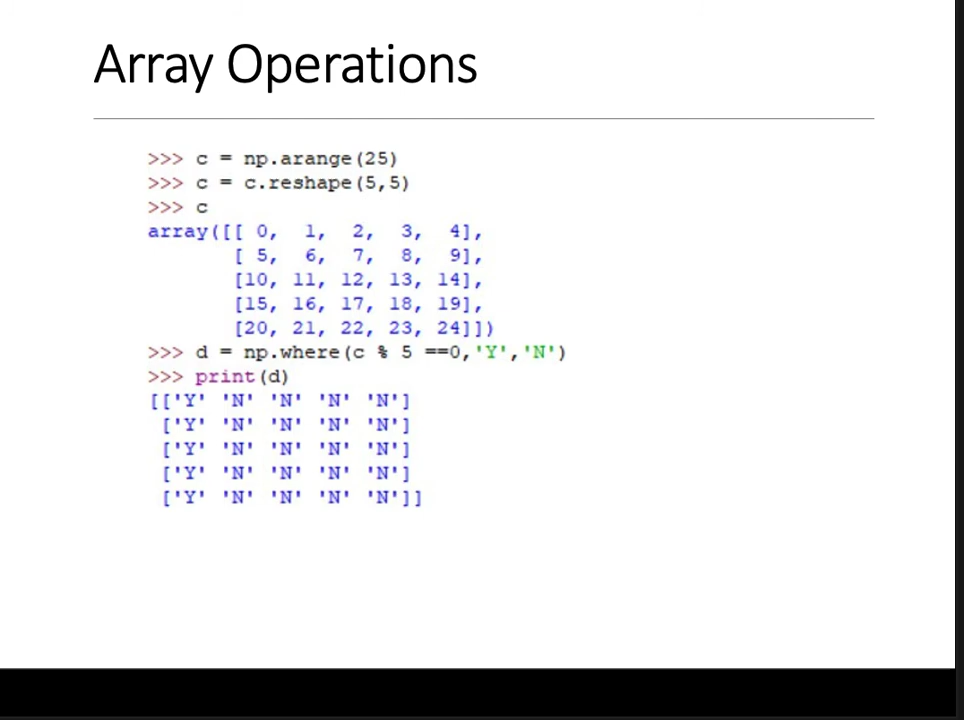 Array Operations
>>> c = np.arange(25)
>>> c = c.reshape(5,5)
>>> c
array([[ 0,  1,  2,  3,  4],
       [ 5,  6,  7,  8,  9],
       [10, 11, 12, 13, 14],
       [15, 16, 17, 18, 19],
       [20, 21, 22, 23, 24]])
>>> d = np.where(c % 5 ==0,'Y','N')
>>> print(d)
[['Y' 'N' 'N' 'N' 'N']
 ['Y' 'N' 'N' 'N' 'N']
 ['Y' 'N' 'N' 'N' 'N']
 ['Y' 'N' 'N' 'N' 'N']
 ['Y' 'N' 'N' 'N' 'N']]